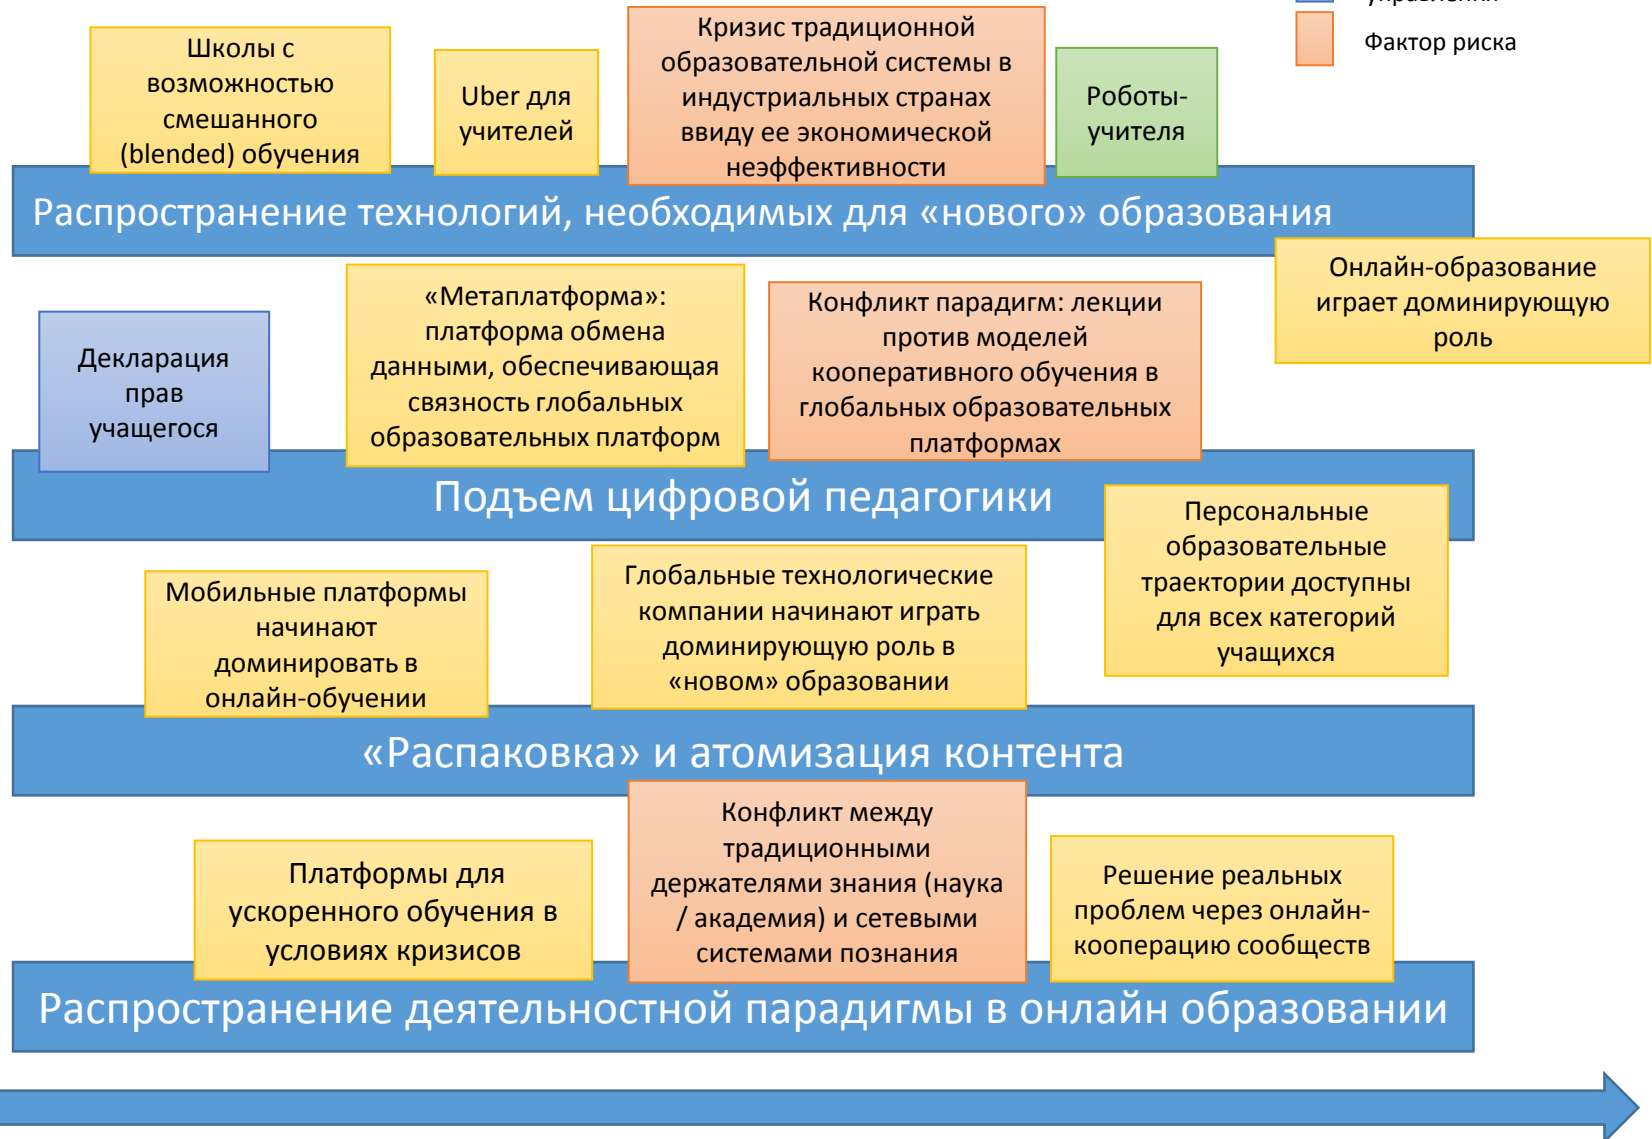 управления
Фактор риска
Школы с
возможностью
смешанного
(blended) обучения
Uber для
учителей
Кризис традиционной
образовательной системы в
индустриальных странах
ввиду ее экономической
неэффективности
Роботы-
учителя
Распространение технологий, необходимых для «нового» образования
Онлайн-образование
играет доминирующую
роль
Декларация
прав
учащегося
«Метаплатформа»:
платформа обмена
данными, обеспечивающая
связность глобальных
образовательных платформ
Конфликт парадигм: лекции
против моделей
кооперативного обучения в
глобальных образовательных
платформах
Подъем цифровой педагогики
Персональные
образовательные
траектории доступны
для всех категорий
учащихся
Мобильные платформы
начинают
доминировать в
онлайн-обучении
Глобальные технологические
компании начинают играть
доминирующую роль в
«новом» образовании
«Распаковка» и атомизация контента
Платформы для
ускоренного обучения в
условиях кризисов
Конфликт между
традиционными
держателями знания (наука
/ академия) и сетевыми
системами познания
Решение реальных
проблем через онлайн-
кооперацию сообществ
Распространение деятельностной парадигмы в онлайн образовании